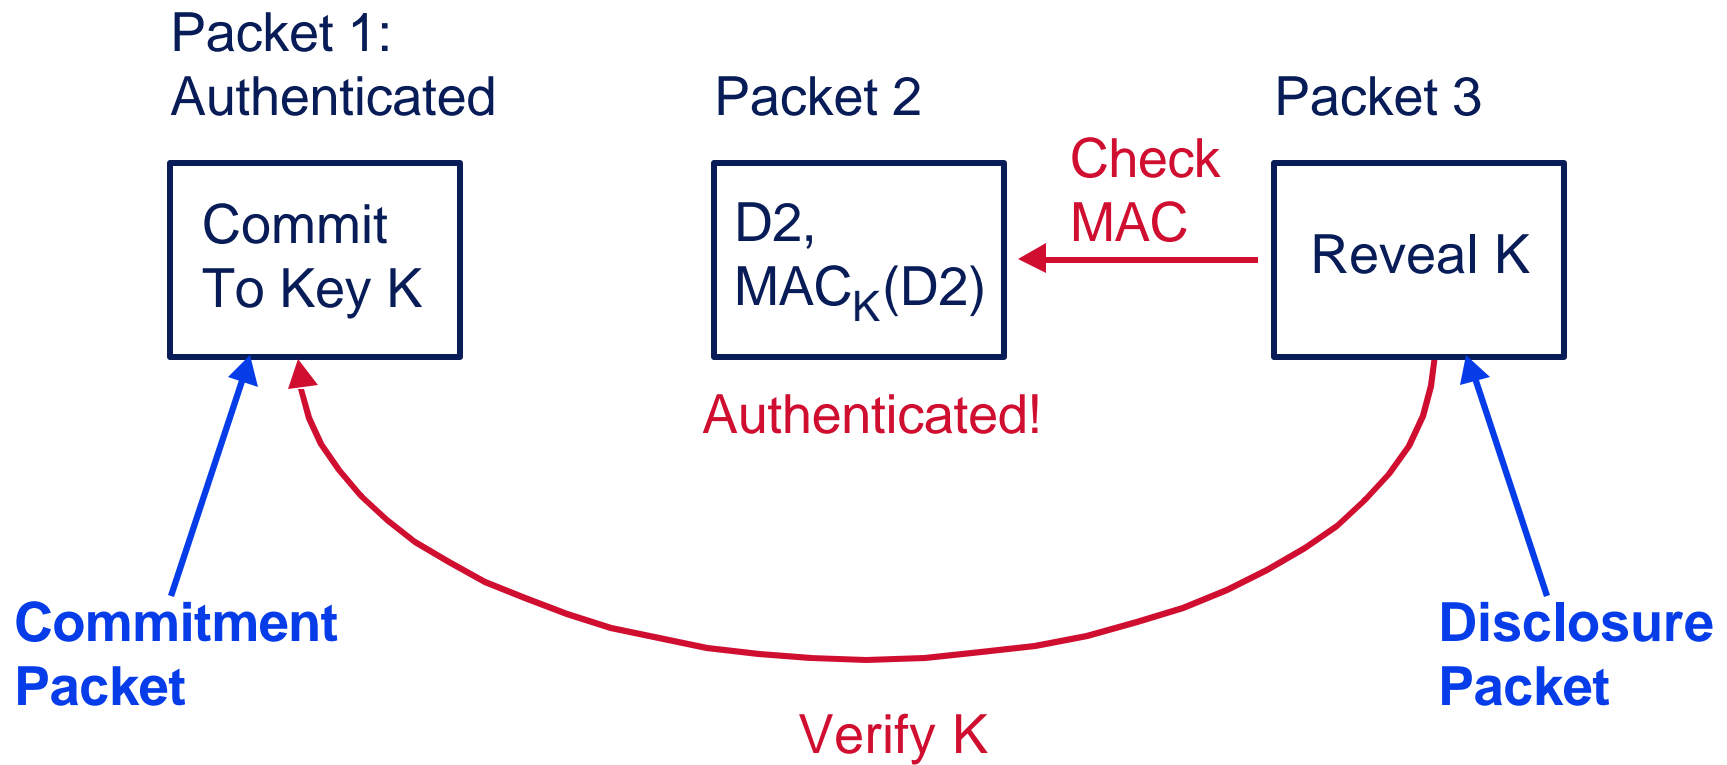 Packet 1:
Authenticated
Packet 2
Packet 3
Commit
To Key K
D2,
MAC_K(D2)
Check
MAC
Reveal K
Authenticated!
Commitment
Packet
Disclosure
Packet
Verify K